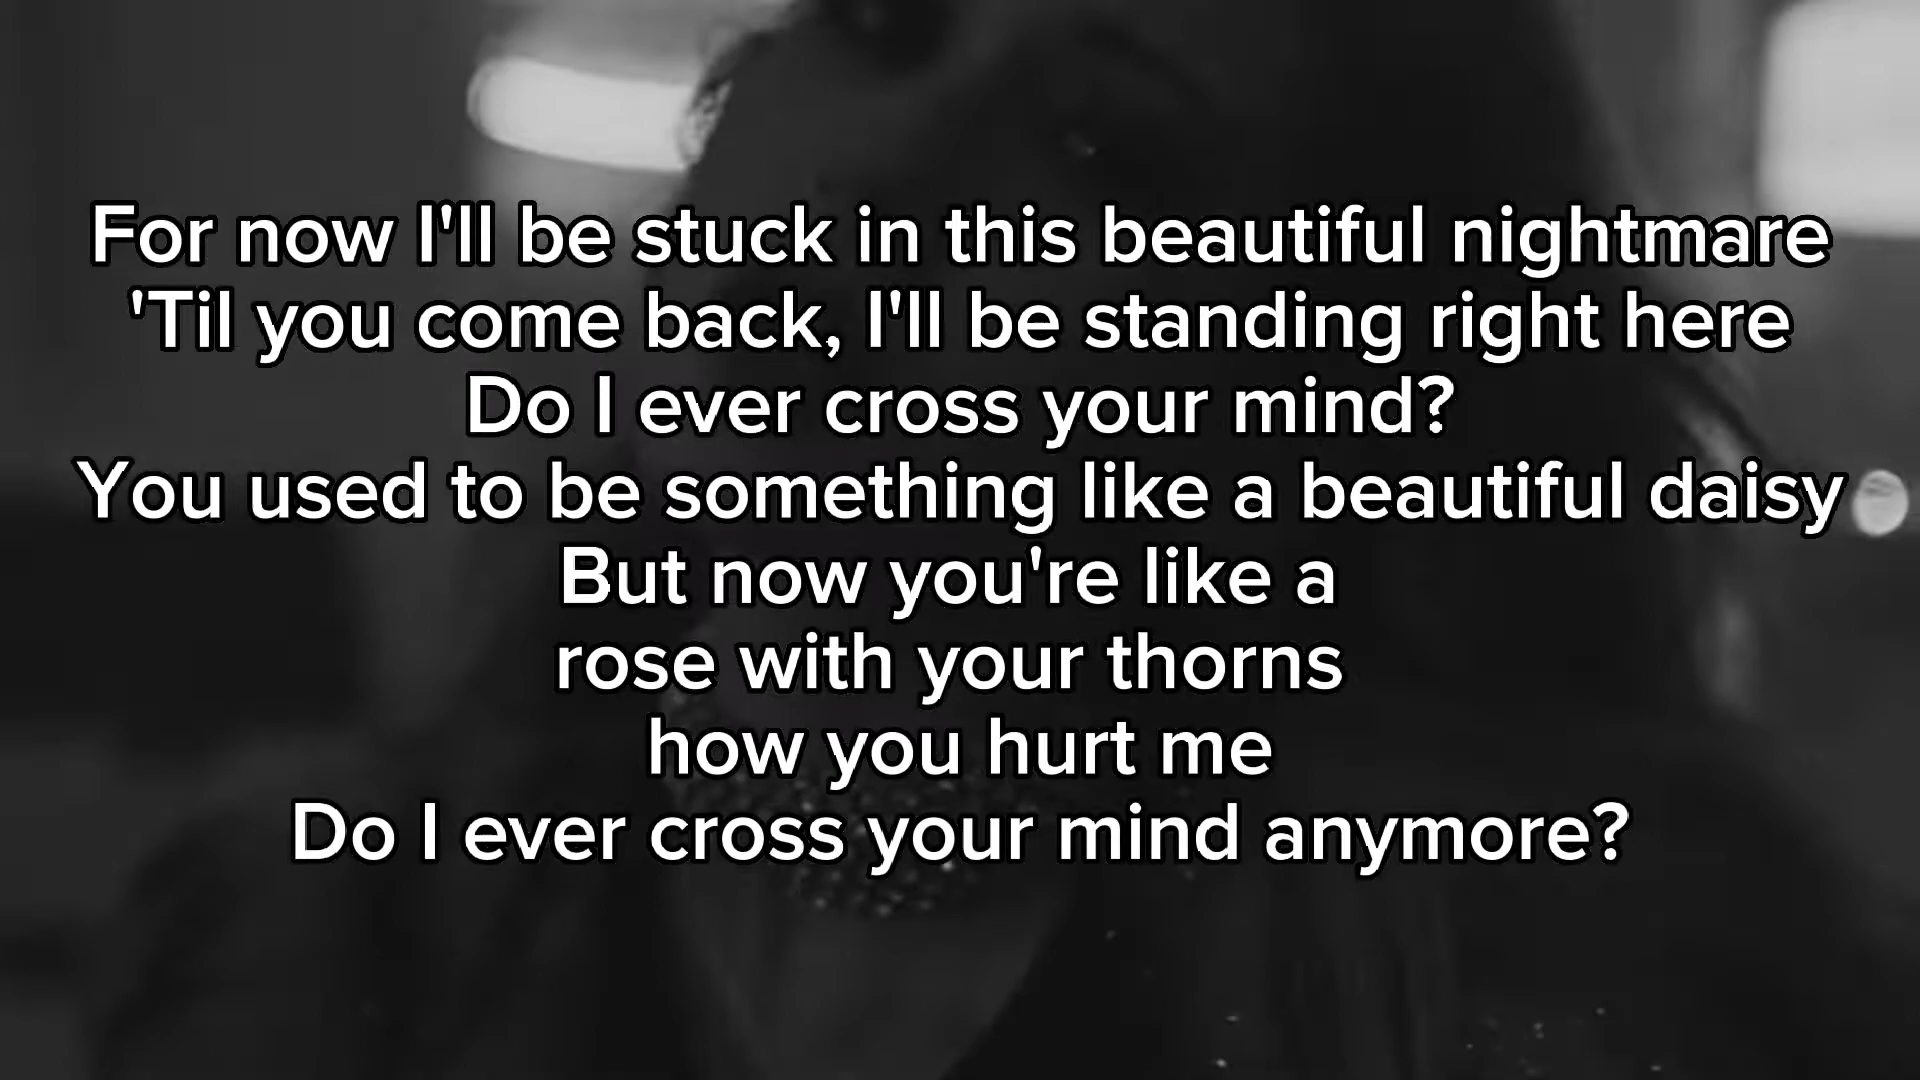 For now I'll be stuck in this beautiful nightmare
'Til you come back, I'll be standing right here
Do I ever cross your mind?
You used to be something like a beautiful daisy
But now you're like a
rose with your thorns
how you hurt me
Do I ever cross your mind anymore?